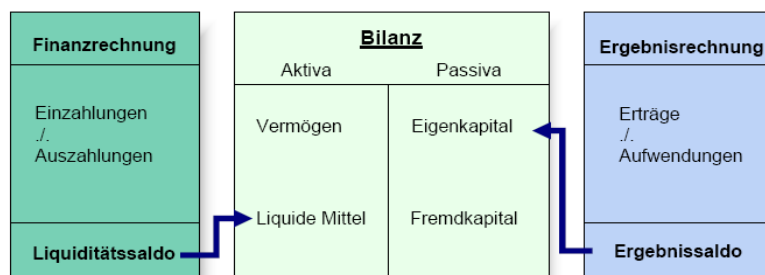 Finanzrechnung
Einzahlungen
./.
Auszahlungen
Liquiditätssaldo
Bilanz
Aktiva Passiva
Vermögen Eigenkapital
Liquide Mittel Fremdkapital
Ergebnisrechnung
Erträge
./.
Aufwendungen
Ergebnissaldo